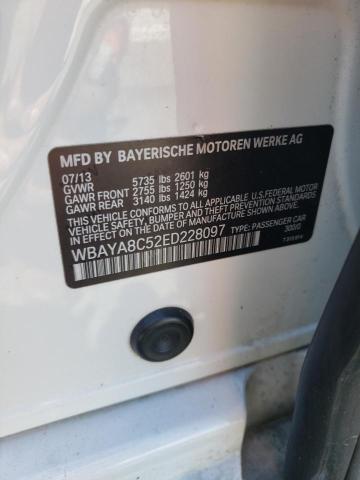 MFD BY BAYERISCHE MOTOREN WERKE AG
07/13
GVWR 5735 lbs 2601 kg
GAWR FRONT 2755 lbs 1250 kg
GAWR REAR 3140 lbs 1424 kg
THIS VEHICLE CONFORMS TO ALL APPLICABLE U.S. FEDERAL MOTOR
VEHICLE SAFETY, BUMPER AND THEFT PREVENTION STANDARDS IN
EFFECT ON THE DATE OF MANUFACTURE SHOWN ABOVE.
WBAYA8C52ED228097 TYPE: PASSENGER CAR
300/0